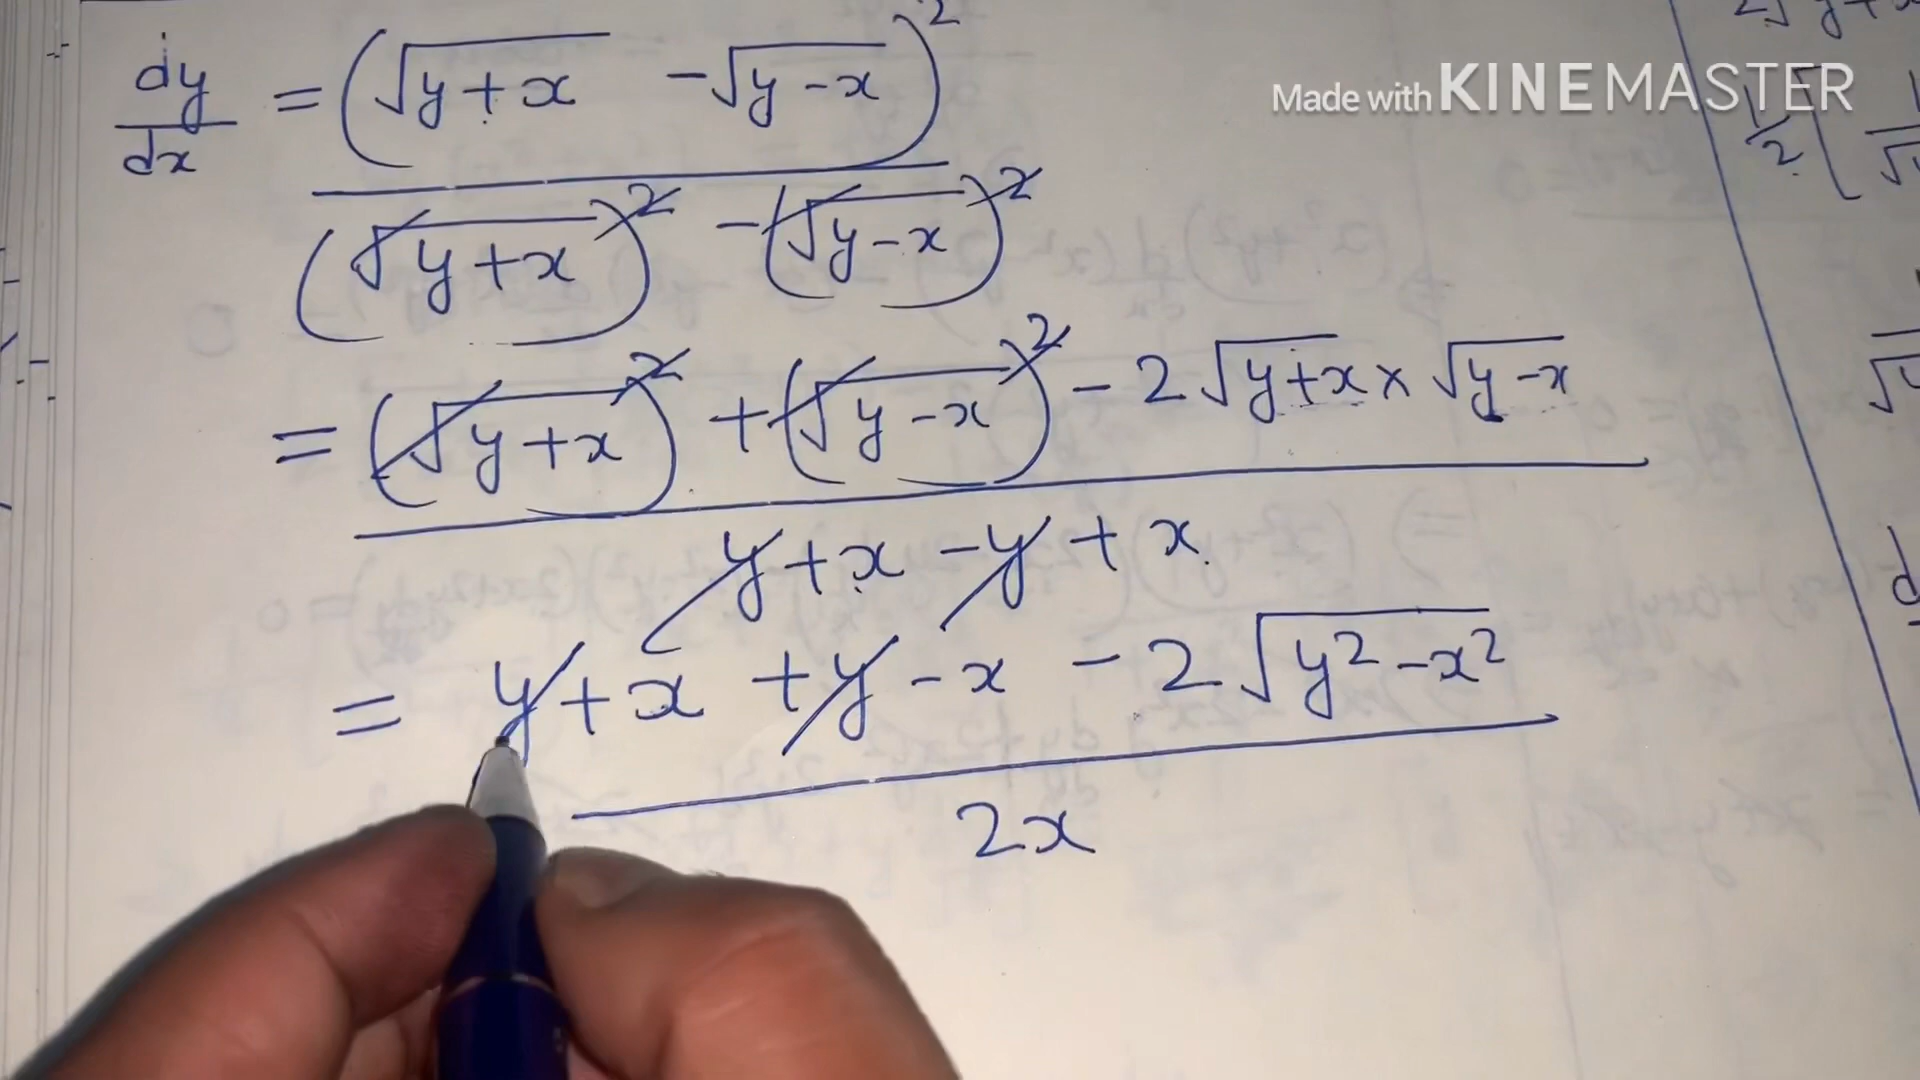 dy/dx = (√y+x -√y-x)²
Made with KINEMASTER
(√y+x)² -(√y-x)²
= (√y+x)² +(√y-x)² - 2√y+x × √y-x
y+x -y + x
= y+x +y-x - 2√y²-x²
2x